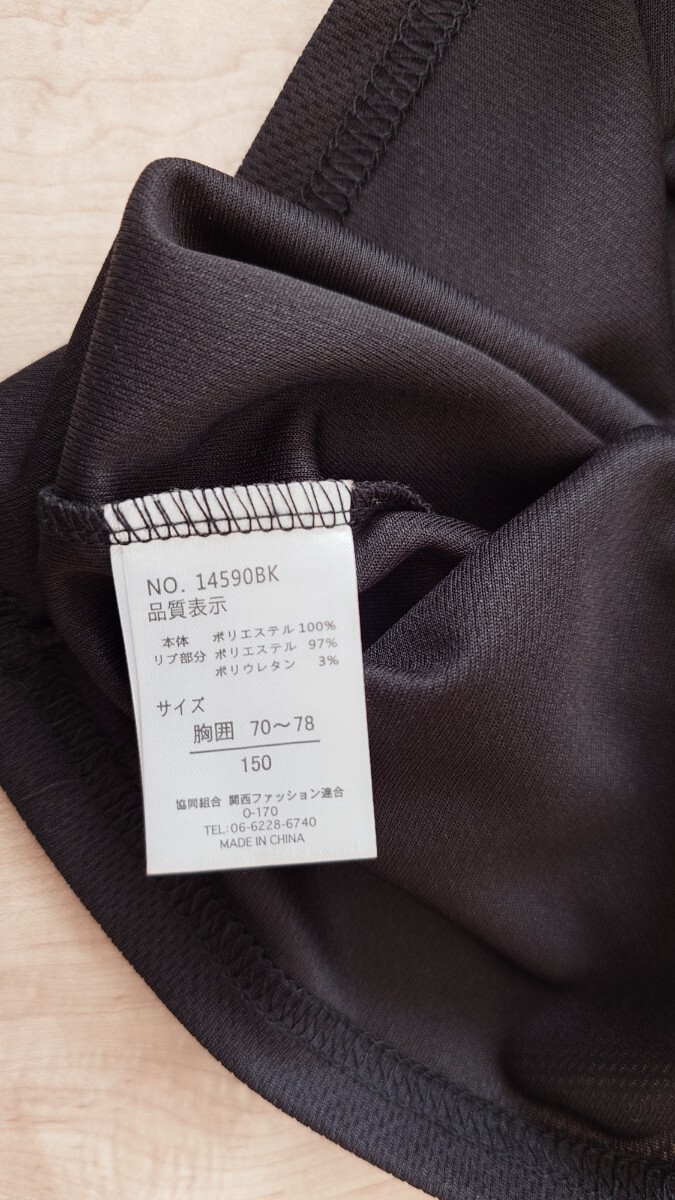 NO. 14590BK
品質表示
本体 ポリエステル 100%
リブ部分 ポリエステル 97%
ポリウレタン 3%
サイズ
胸囲 70〜78
150
協同組合 関西ファッション連合
O-170
TEL:06-6228-6740
MADE IN CHINA